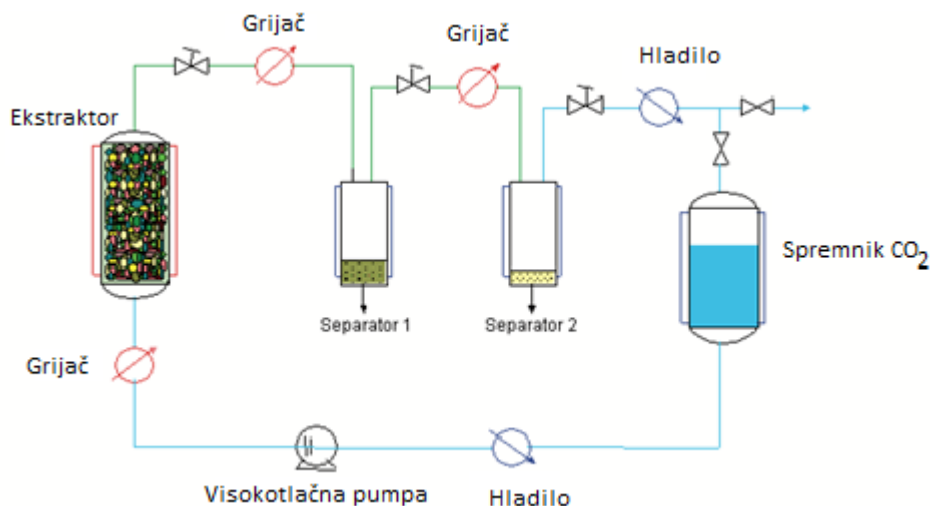 Grijač
Grijač
Hladilo
Ekstraktor
Spremnik CO2
Separator 1
Separator 2
Grijač
Visokotlačna pumpa
Hladilo